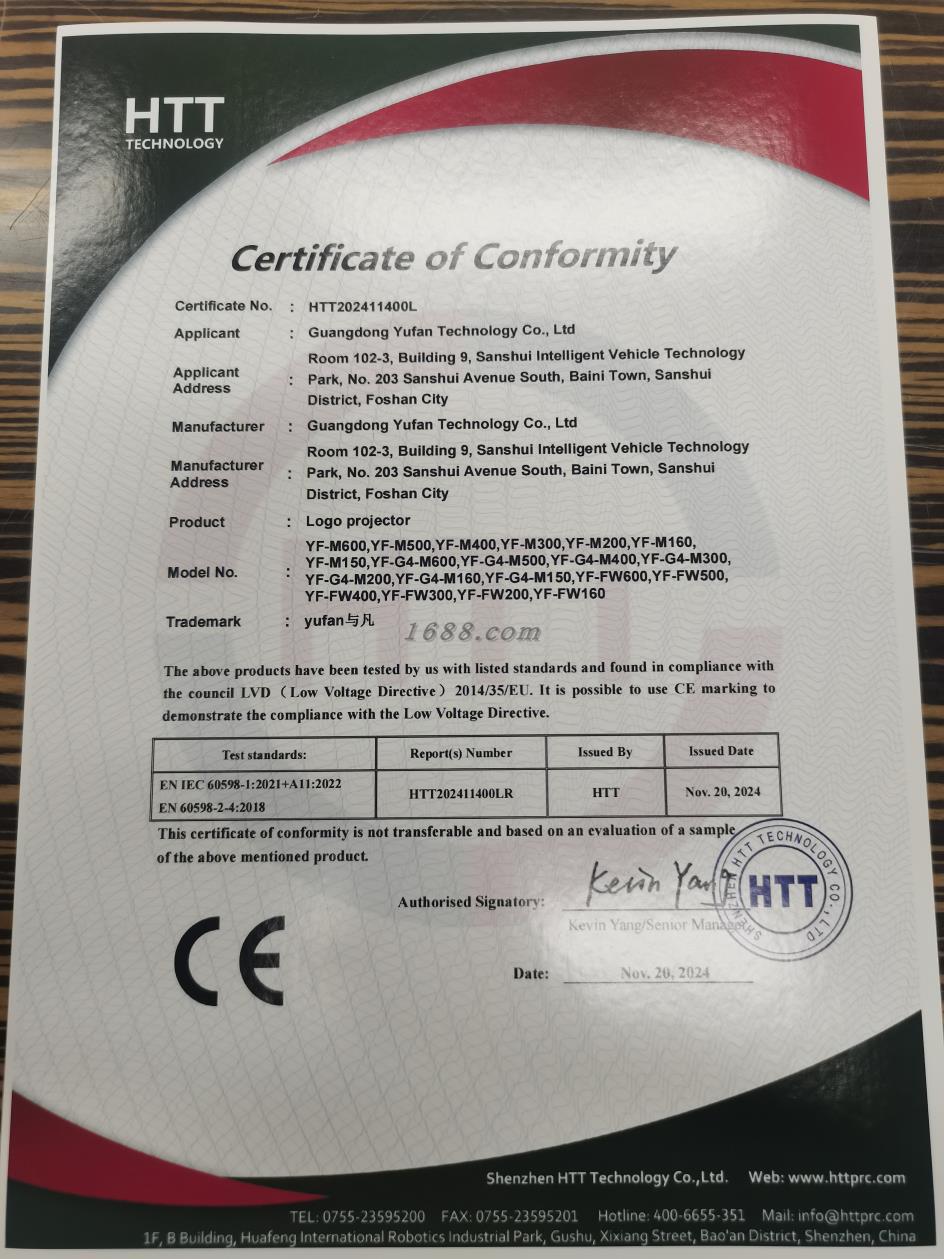 HTT
TECHNOLOGY
Certificate of Conformity
Certificate No. : HTT202411400L
Applicant : Guangdong Yufan Technology Co., Ltd
Applicant Address : Room 102-3, Building 9, Sanshui Intelligent Vehicle Technology
Park, No. 203 Sanshui Avenue South, Baini Town, Sanshui
District, Foshan City
Manufacturer : Guangdong Yufan Technology Co., Ltd
Manufacturer Address : Room 102-3, Building 9, Sanshui Intelligent Vehicle Technology
Park, No. 203 Sanshui Avenue South, Baini Town, Sanshui
District, Foshan City
Product : Logo projector
Model No. : YF-M600,YF-M500,YF-M400,YF-M300,YF-M200,YF-M160,
YF-M150,YF-G4-M600,YF-G4-M500,YF-G4-M400,YF-G4-M300,
YF-G4-M200,YF-G4-M160,YF-G4-M150,YF-FW600,YF-FW500,
YF-FW400,YF-FW300,YF-FW200,YF-FW160
Trademark : yufan与凡
1688.com
The above products have been tested by us with listed standards and found in compliance with
the council LVD（Low Voltage Directive）2014/35/EU. It is possible to use CE marking to
demonstrate the compliance with the Low Voltage Directive.
Test standards: Report(s) Number Issued By Issued Date
EN IEC 60598-1:2021+A11:2022
EN 60598-2-4:2018
HTT202411400LR HTT Nov. 20, 2024
This certificate of conformity is not transferable and based on an evaluation of a sample
of the above mentioned product.
Authorised Signatory: Kevin Yang
Kevin Yang/Senior Manager
SHENZHEN HTT TECHNOLOGY CO., LTD
HTT
CE
Date: Nov. 20, 2024
Shenzhen HTT Technology Co.,Ltd. Web: www.httprc.com
TEL: 0755-23595200 FAX: 0755-23595201 Hotline: 400-6655-351 Mail: info@httprc.com
1F, B Building, Huafeng International Robotics Industrial Park, Gushu, Xixiang Street, Bao'an District, Shenzhen, China